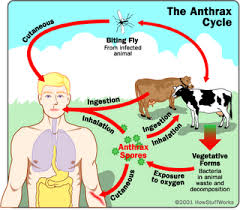 The Anthrax
Cycle
Cutaneous
Biting Fly
From infected
animal
Ingestion
Inhalation
Ingestion
Inhalation
Anthrax
Spores
Cutaneous
Exposure
to oxygen
Vegetative
Forms
Bacteria in
animal waste and
decomposition
©2001 HowStuffWorks